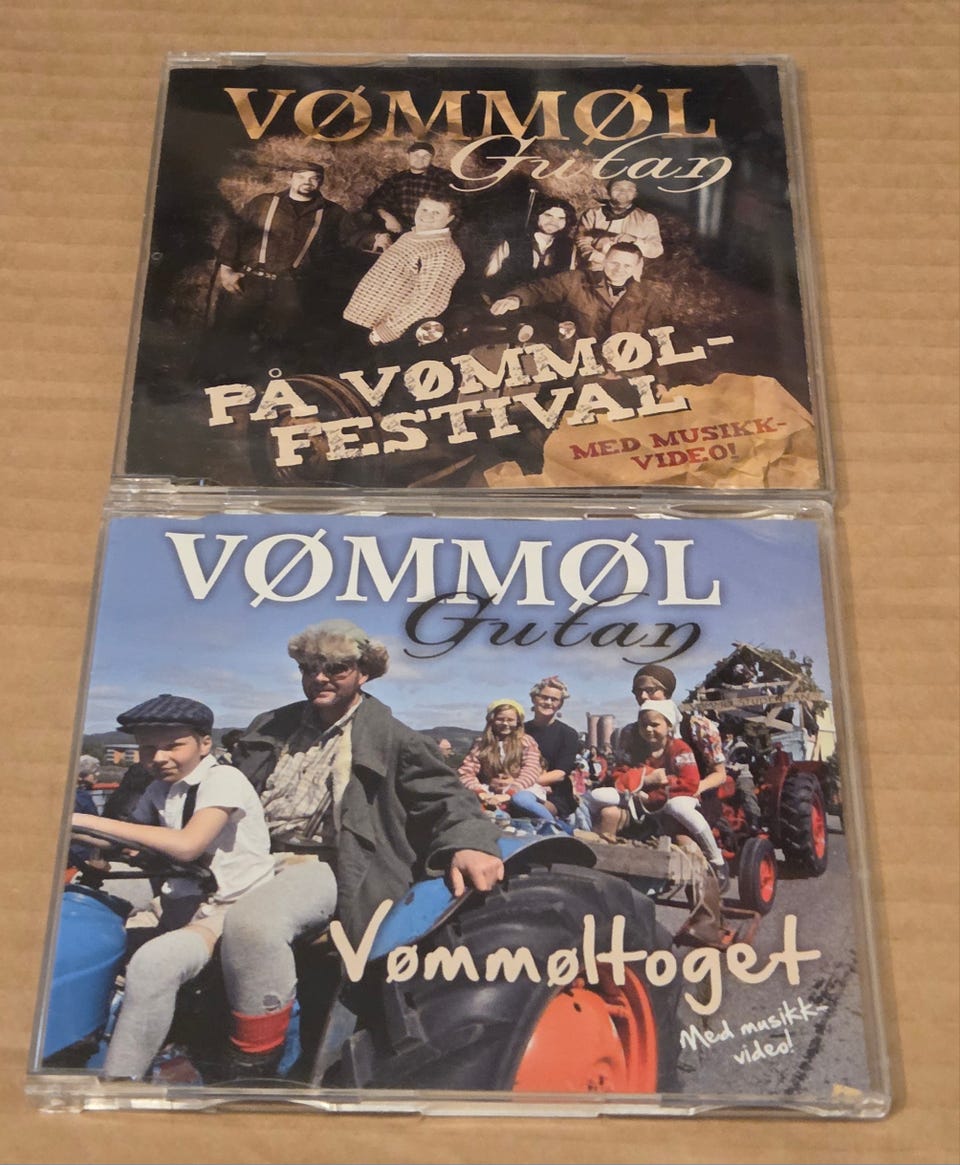 VØMMØL
Gutan
PÅ VØMMØL-
FESTIVAL
MED MUSIKK-
VIDEO!
VØMMØL
Gutan
Vømmøltoget
Med musikk-
video!